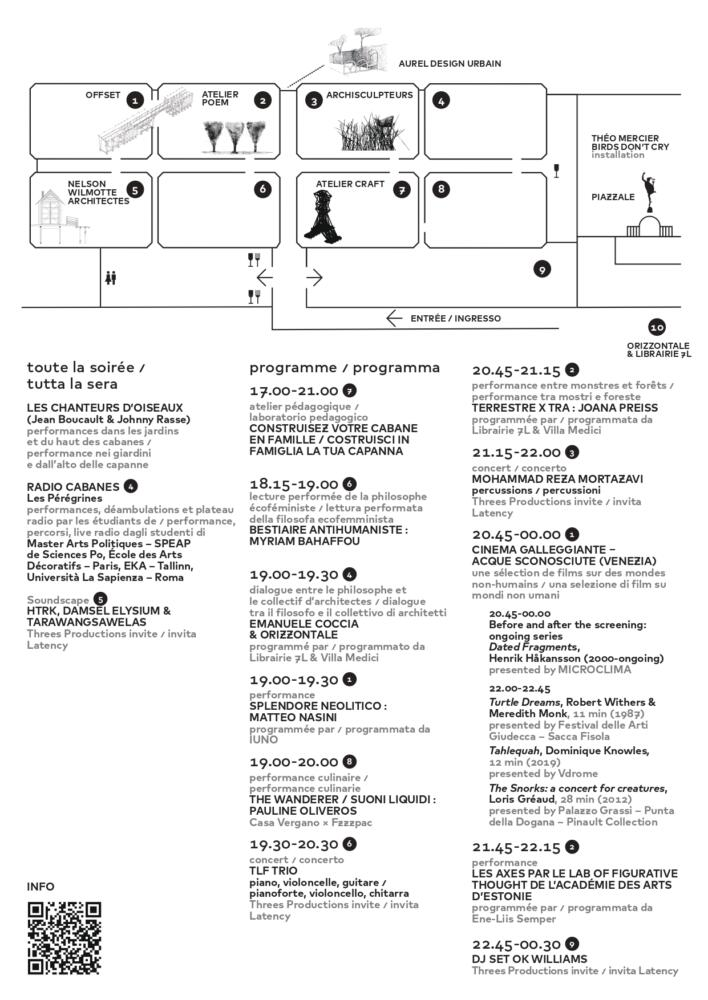 AUREL DESIGN URBAIN
OFFSET
1
ATELIER
POEM
2
3
ARCHISCULPTEURS
4
THÉO MERCIER
BIRDS DON'T CRY
installation
PIAZZALE
NELSON
WILMOTTE
ARCHITECTES
5
6
ATELIER CRAFT
7
8
9
ENTRÉE / INGRESSO
10
ORIZZONTALE
& LIBRAIRIE 7L
toute la soirée /
tutta la sera
LES CHANTEURS D'OISEAUX
(Jean Boucault & Johnny Rasse)
performances dans les jardins
et du haut des cabanes /
performance nei giardini
e dall'alto delle capanne
RADIO CABANES 4
Les Pérégrines
performances, déambulations et plateau
radio par les étudiants de / performance,
percorsi, live radio dagli studenti di
Master Arts Politiques – SPEAP
de Sciences Po, École des Arts
Décoratifs – Paris, EKA – Tallinn,
Università La Sapienza – Roma
Soundscape 5
HTRK, DAMSEL ELYSIUM &
TARAWANGSAWELAS
Threes Productions invite / invita
Latency
INFO
programme / programma
17.00-21.00 7
atelier pédagogique /
laboratorio pedagogico
CONSTRUISEZ VOTRE CABANE
EN FAMILLE / COSTRUISCI IN
FAMIGLIA LA TUA CAPANNA
18.15-19.00 6
lecture performée de la philosophe
écoféministe / lettura performata
della filosofa ecofemminista
BESTIAIRE ANTIHUMANISTE :
MYRIAM BAHAFFOU
19.00-19.30 4
dialogue entre le philosophe et
le collectif d'architectes / dialogue
tra il filosofo e il collettivo di architetti
EMANUELE COCCIA
& ORIZZONTALE
programmé par / programmato da
Librairie 7L & Villa Medici
19.00-19.30 1
performance
SPLENDORE NEOLITICO :
MATTEO NASINI
programmée par / programmata da
IUNO
19.00-20.00 8
performance culinaire /
performance culinarie
THE WANDERER / SUONI LIQUIDI :
PAULINE OLIVEROS
Casa Vergano × Fzzzpac
19.30-20.30 6
concert / concerto
TLF TRIO
piano, violoncelle, guitare /
pianoforte, violoncello, chitarra
Threes Productions invite / invita
Latency
20.45-21.15 2
performance entre monstres et forêts /
performance tra mostri e foreste
TERRESTRE X TRA : JOANA PREISS
programmée par / programmata da
Librairie 7L & Villa Medici
21.15-22.00 3
concert / concerto
MOHAMMAD REZA MORTAZAVI
percussions / percussioni
Threes Productions invite / invita
Latency
20.45-00.00 1
CINEMA GALLEGGIANTE –
ACQUE SCONOSCIUTE (VENEZIA)
une sélection de films sur des mondes
non-humains / una selezione di film su
mondi non umani
20.45-00.00
Before and after the screening:
ongoing series
Dated Fragments,
Henrik Håkansson (2000-ongoing)
presented by MICROCLIMA
22.00-22.45
Turtle Dreams, Robert Withers &
Meredith Monk, 11 min (1987)
presented by Festival delle Arti
Giudecca – Sacca Fisola
Tahlequah, Dominique Knowles,
12 min (2019)
presented by Vdrome
The Snorks: a concert for creatures,
Loris Gréaud, 28 min (2012)
presented by Palazzo Grassi – Punta
della Dogana – Pinault Collection
21.45-22.15 2
performance
LES AXES PAR LE LAB OF FIGURATIVE
THOUGHT DE L'ACADÉMIE DES ARTS
D'ESTONIE
programmée par / programmata da
Ene-Liis Semper
22.45-00.30 9
DJ SET OK WILLIAMS
Threes Productions invite / invita Latency